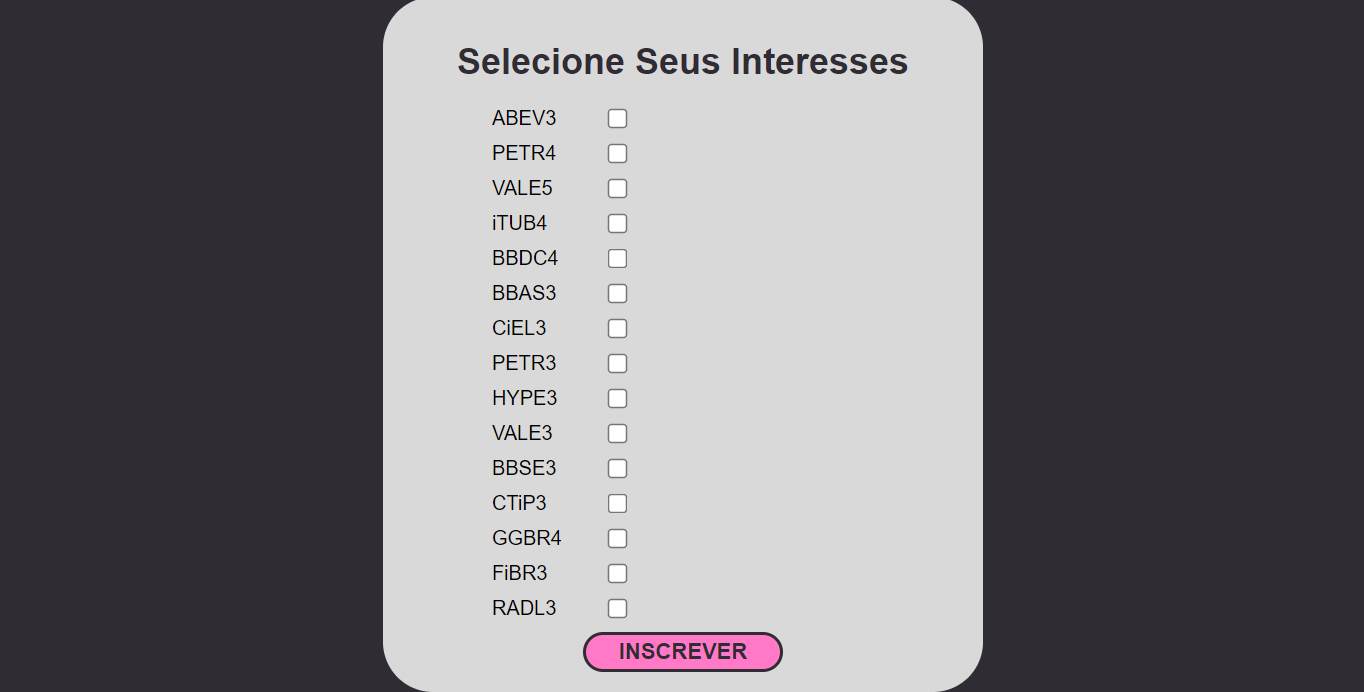 Selecione Seus Interesses
ABEV3
PETR4
VALE5
iTUB4
BBDC4
BBAS3
CiEL3
PETR3
HYPE3
VALE3
BBSE3
CTiP3
GGBR4
FiBR3
RADL3
INSCREVER